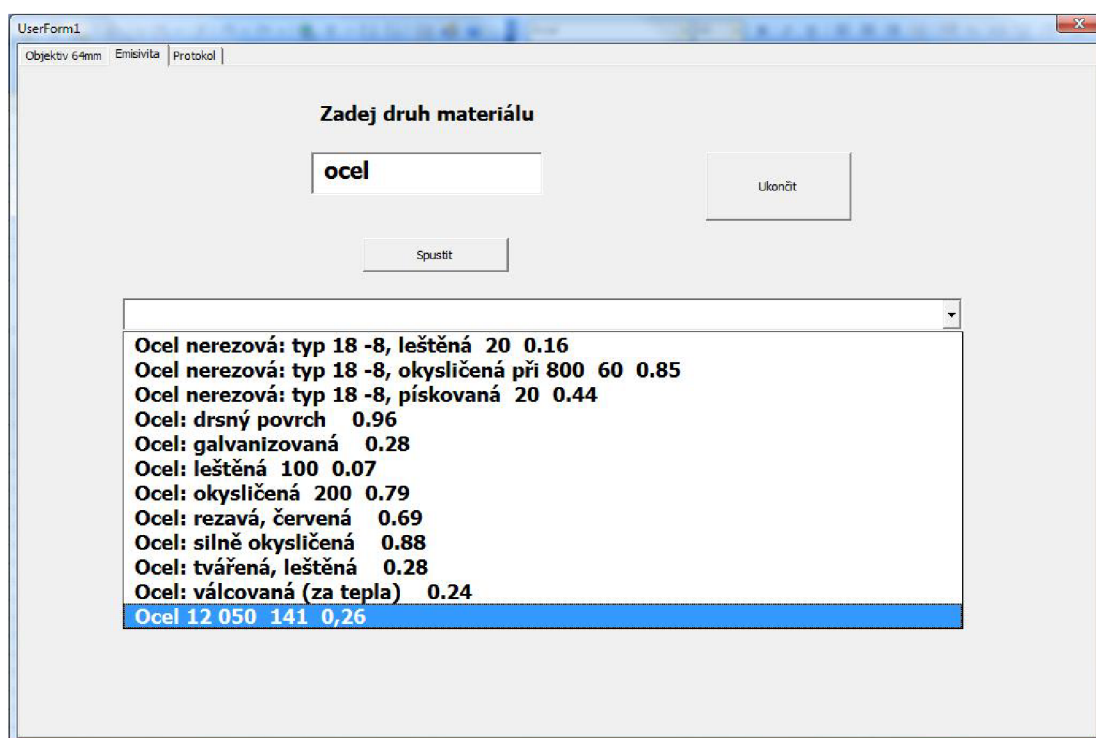 UserForm1
Objektiv 64mm Emisivita Protokol
Zadej druh materiálu
ocel
Ukončit
Spustit
Ocel nerezová: typ 18 -8, leštěná 20 0.16
Ocel nerezová: typ 18 -8, okysličená při 800 60 0.85
Ocel nerezová: typ 18 -8, pískovaná 20 0.44
Ocel: drsný povrch 0.96
Ocel: galvanizovaná 0.28
Ocel: leštěná 100 0.07
Ocel: okysličená 200 0.79
Ocel: rezavá, červená 0.69
Ocel: silně okysličená 0.88
Ocel: tvářená, leštěná 0.28
Ocel: válcovaná (za tepla) 0.24
Ocel 12 050 141 0,26